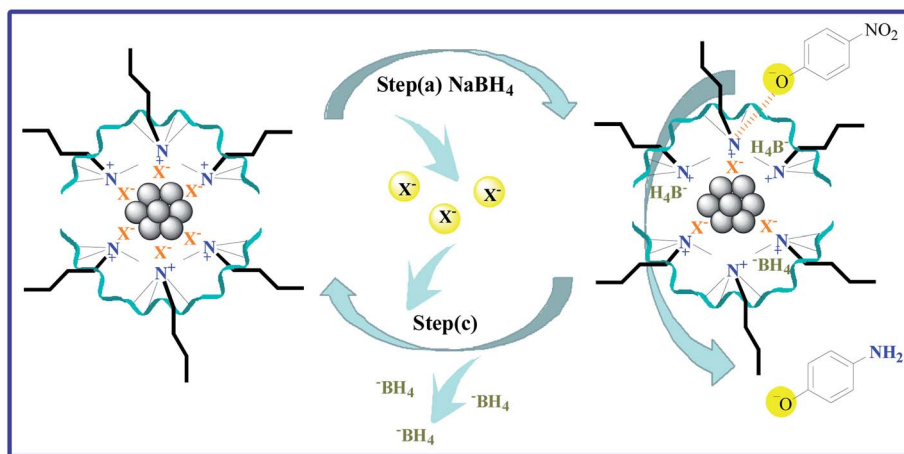 Step(a) NaBH₄
X⁻
X⁻
X⁻
Step(c)
⁻BH₄
⁻BH₄
⁻BH₄
N
+
N
+
N
+
X⁻
X⁻
X⁻
X⁻
X⁻
X⁻
N
+
N
+
N⁺
NO₂
⁻O
N
+
H₄B⁻
N
+
N
+
H₄B⁻
X⁻
X⁻
X⁻
N
+
N
+
⁻BH₄
N⁺
NH₂
⁻O